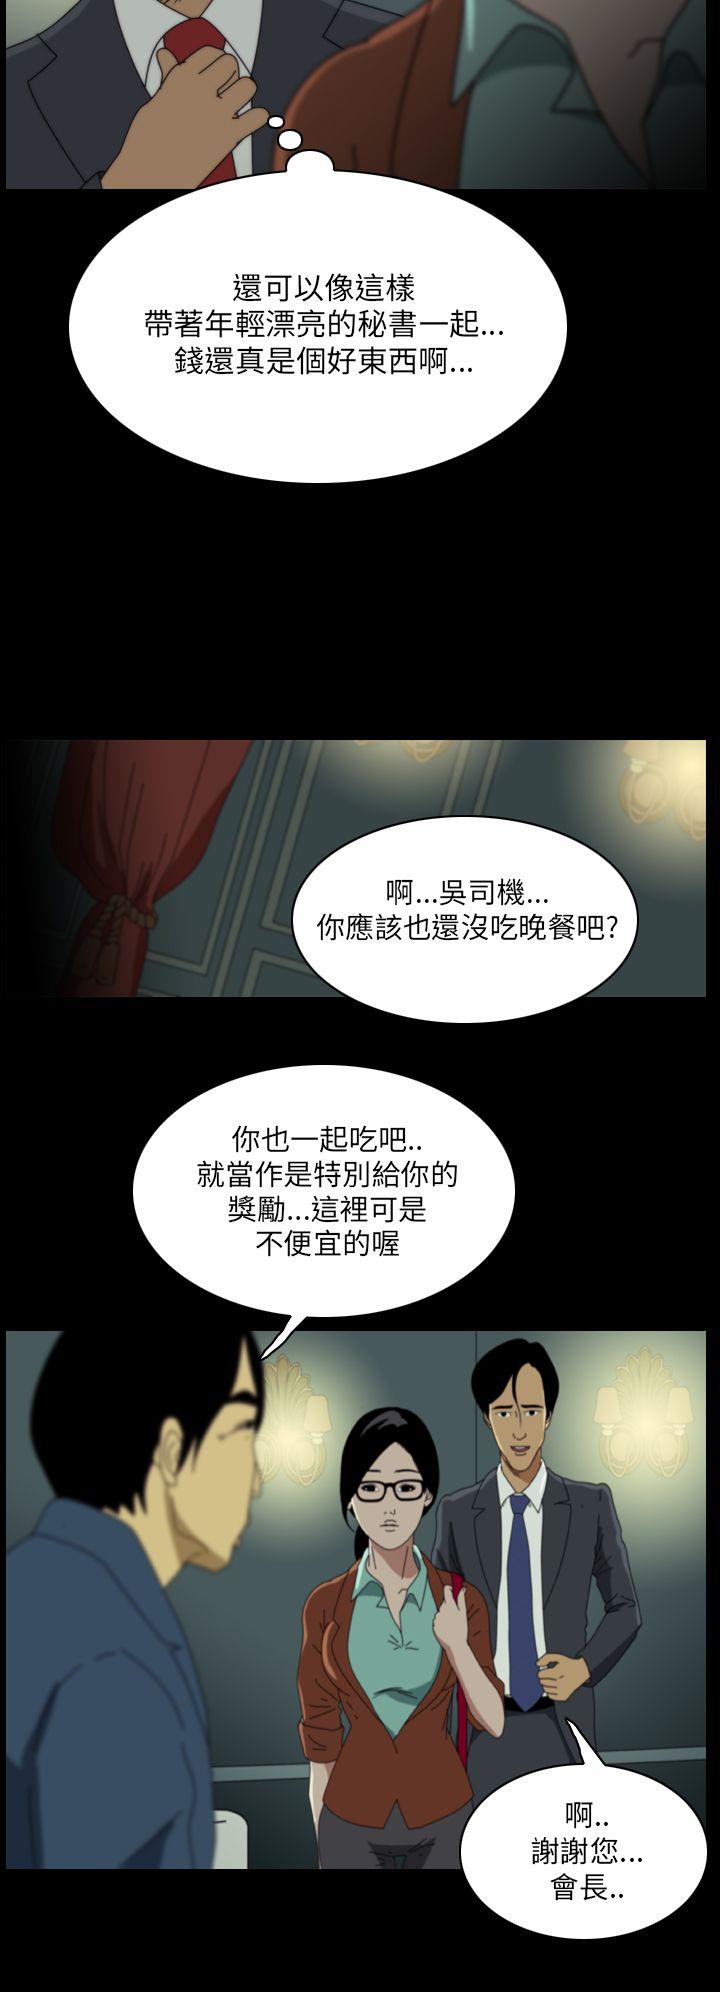 還可以像這樣
帶著年輕漂亮的秘書一起...
錢還真是個好東西啊...
啊...吳司機...
你應該也還沒吃晚餐吧?
你也一起吃吧..
就當作是特別給你的
獎勵...這裡可是
不便宜的喔
啊..
謝謝您...
會長..